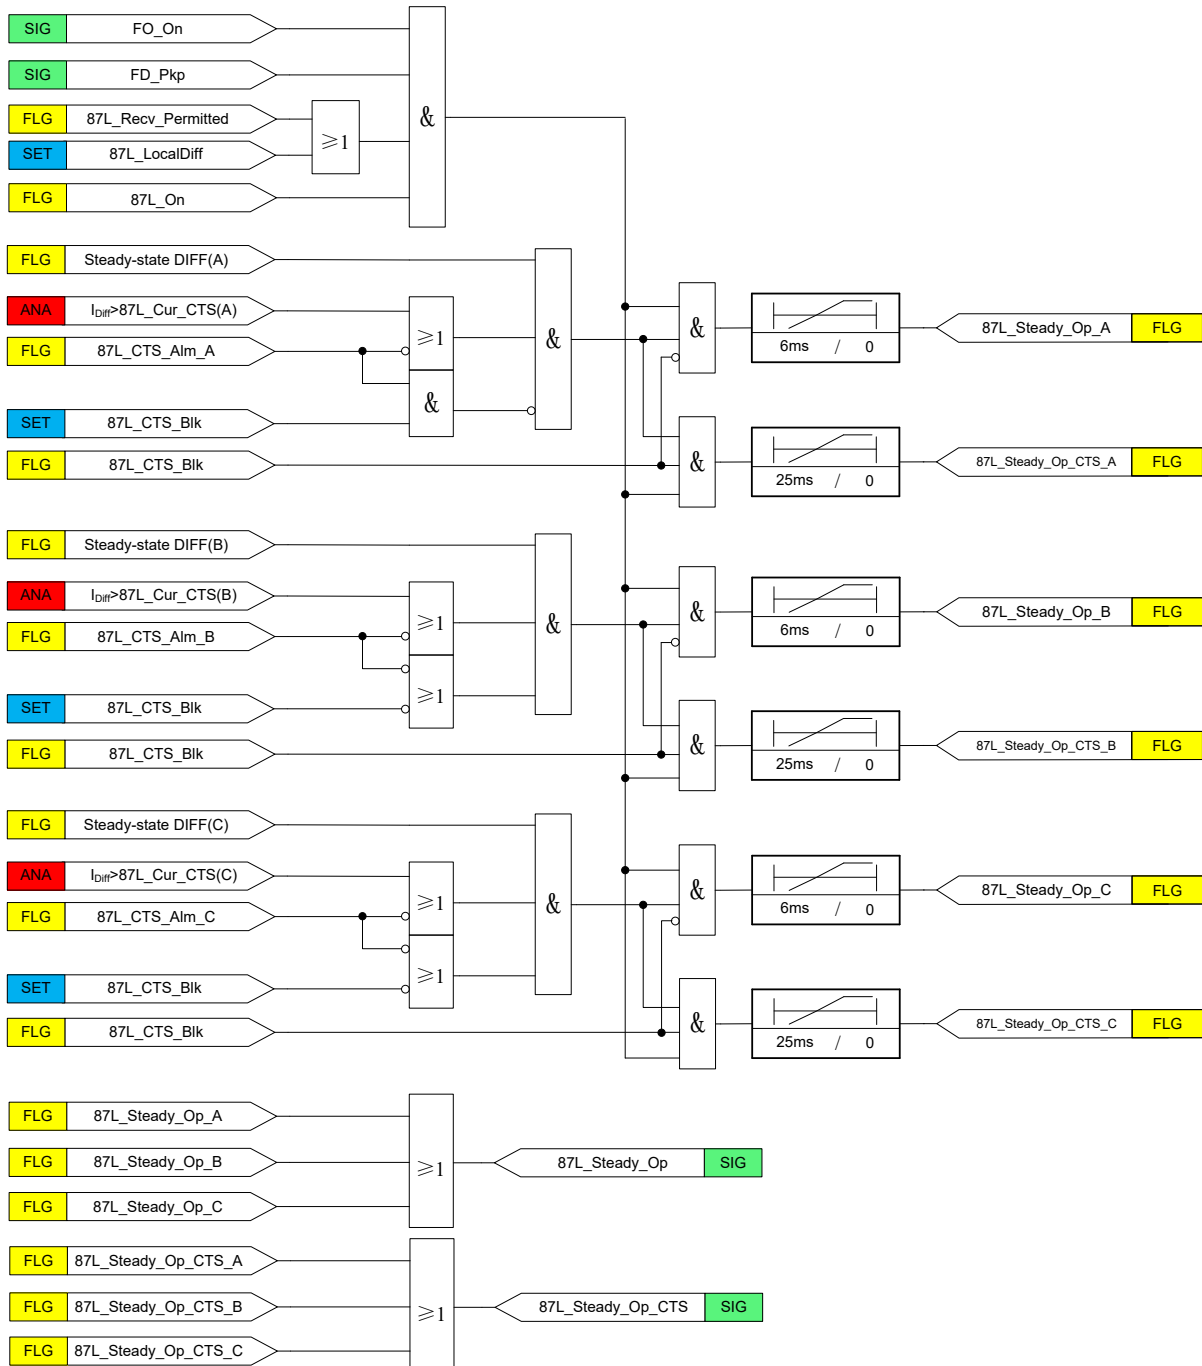 SIG FO_On
SIG FD_Pkp
&
FLG 87L_Recv_Permitted
≥1
SET 87L_LocalDiff
FLG 87L_On
FLG Steady-state DIFF(A)
ANA IDiff>87L_Cur_CTS(A)
≥1 & & 6ms / 0 87L_Steady_Op_A FLG
FLG 87L_CTS_Alm_A
&
SET 87L_CTS_Blk
FLG 87L_CTS_Blk
& 25ms / 0 87L_Steady_Op_CTS_A FLG
FLG Steady-state DIFF(B)
ANA IDiff>87L_Cur_CTS(B)
≥1 & & 6ms / 0 87L_Steady_Op_B FLG
FLG 87L_CTS_Alm_B
≥1
SET 87L_CTS_Blk
FLG 87L_CTS_Blk
& 25ms / 0 87L_Steady_Op_CTS_B FLG
FLG Steady-state DIFF(C)
ANA IDiff>87L_Cur_CTS(C)
≥1 & & 6ms / 0 87L_Steady_Op_C FLG
FLG 87L_CTS_Alm_C
≥1
SET 87L_CTS_Blk
FLG 87L_CTS_Blk
& 25ms / 0 87L_Steady_Op_CTS_C FLG
FLG 87L_Steady_Op_A
FLG 87L_Steady_Op_B
≥1 87L_Steady_Op SIG
FLG 87L_Steady_Op_C
FLG 87L_Steady_Op_CTS_A
FLG 87L_Steady_Op_CTS_B
≥1 87L_Steady_Op_CTS SIG
FLG 87L_Steady_Op_CTS_C